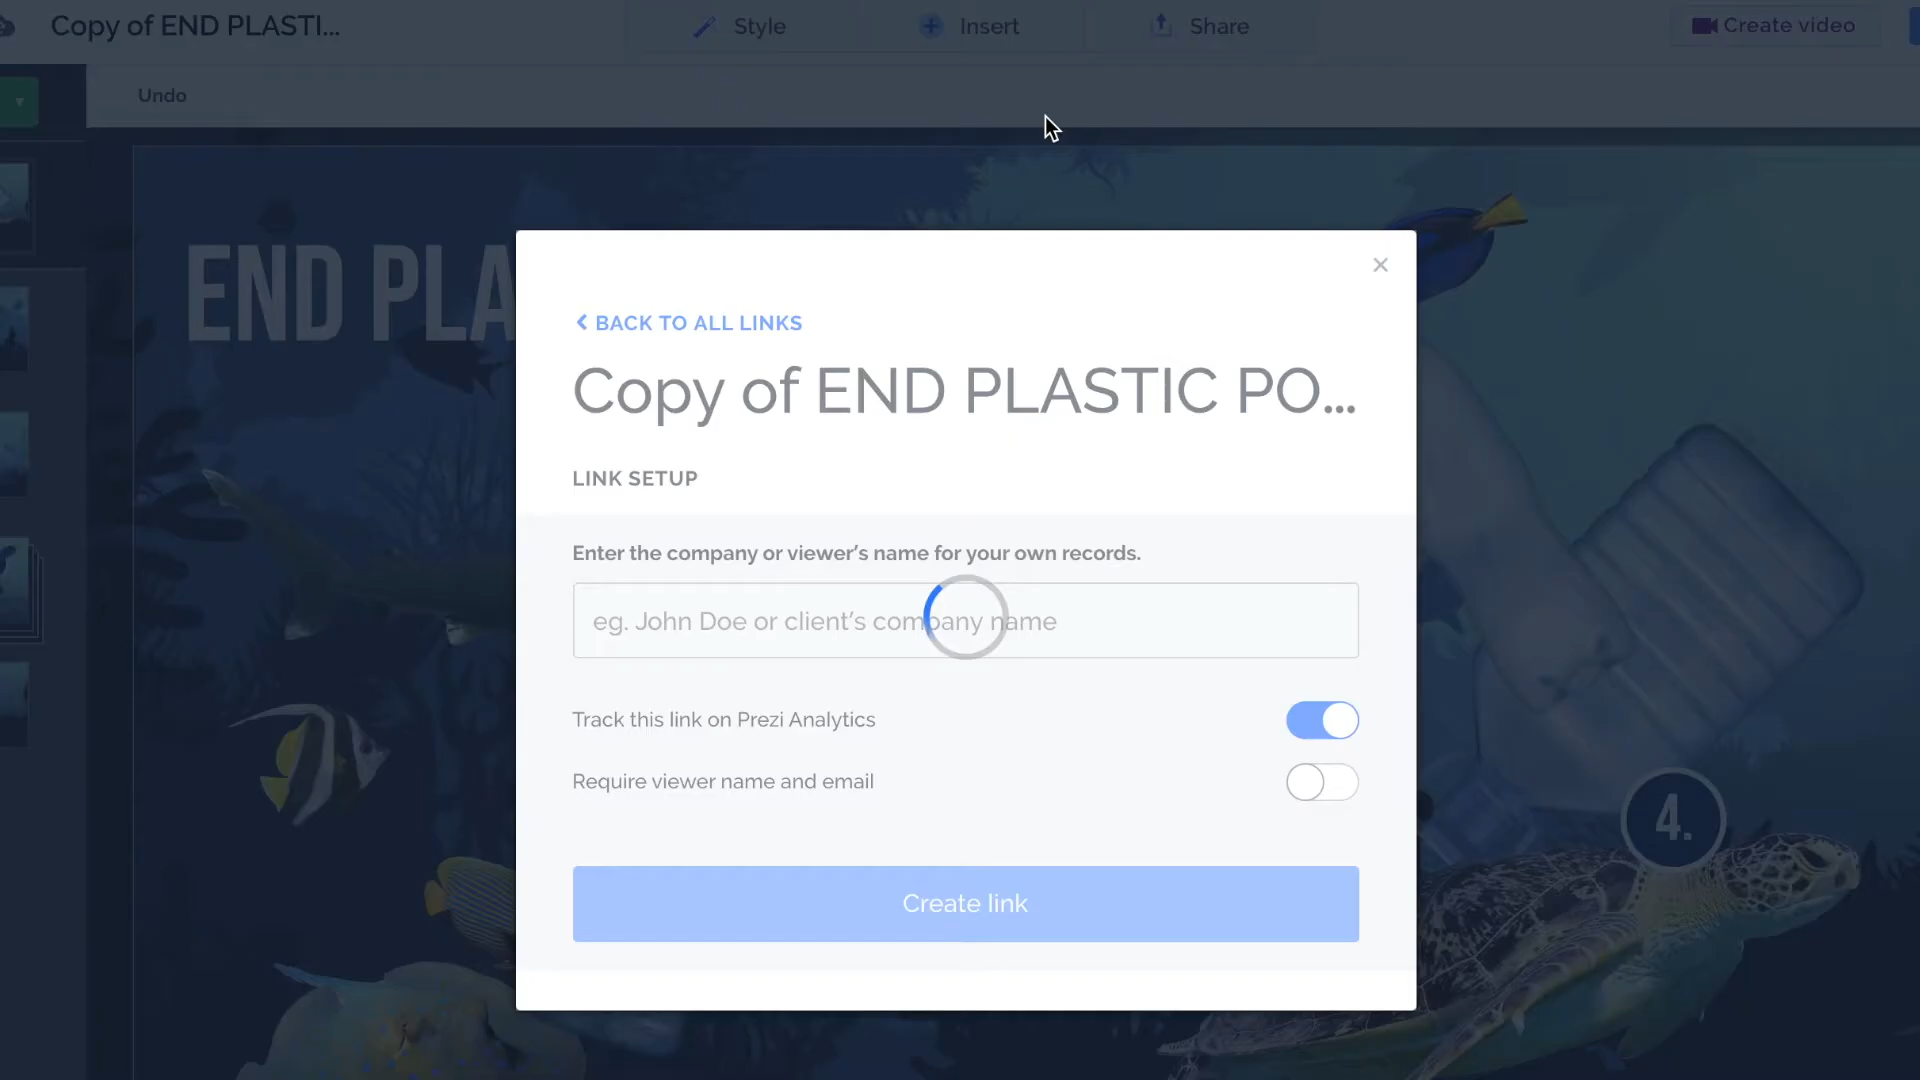 Copy of END PLASTI...
Style
Insert
Share
Create video
Undo
END PLA
BACK TO ALL LINKS
Copy of END PLASTIC PO...
LINK SETUP
Enter the company or viewer's name for your own records.
eg. John Doe or client's company name
Track this link on Prezi Analytics
Require viewer name and email
4.
Create link